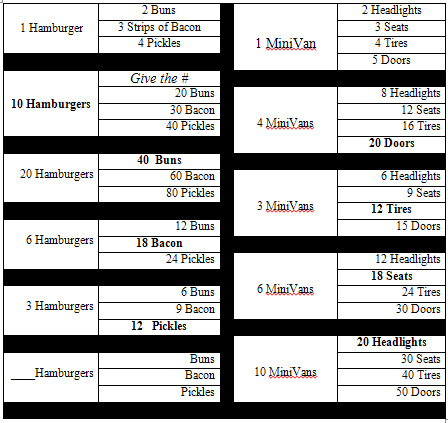 1 Hamburger
2 Buns
3 Strips of Bacon
4 Pickles
10 Hamburgers
Give the #
20 Buns
30 Bacon
40 Pickles
20 Hamburgers
40 Buns
60 Bacon
80 Pickles
6 Hamburgers
12 Buns
18 Bacon
24 Pickles
3 Hamburgers
6 Buns
9 Bacon
12 Pickles
____Hamburgers
Buns
Bacon
Pickles
1 MiniVan
2 Headlights
3 Seats
4 Tires
5 Doors
4 MiniVans
8 Headlights
12 Seats
16 Tires
20 Doors
3 MiniVans
6 Headlights
9 Seats
12 Tires
15 Doors
6 MiniVans
12 Headlights
18 Seats
24 Tires
30 Doors
10 MiniVans
20 Headlights
30 Seats
40 Tires
50 Doors